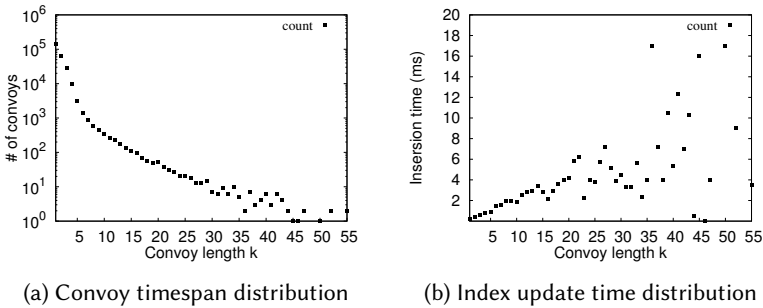 10^6
10^5
10^4
10^3
10^2
10^1
10^0
# of convoys
count
5 10 15 20 25 30 35 40 45 50 55
Convoy length k
(a) Convoy timespan distribution
20
18
16
14
12
10
8
6
4
2
Insersion time (ms)
count
5 10 15 20 25 30 35 40 45 50 55
Convoy length k
(b) Index update time distribution